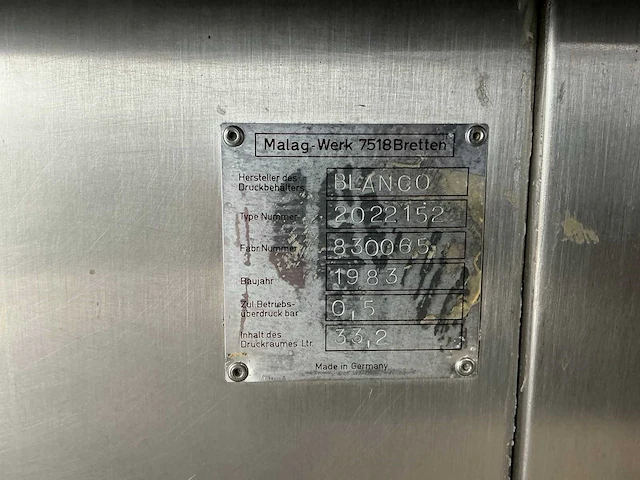 Malag-Werk 7518 Bretten
Hersteller des
Druckbehälters
BLANCO
Type Nummer
2022152
Fabr. Nummer
830065
Baujahr
1983
Zul Betriebs-
überdruck bar
0,5
Inhalt des
Druckraumes Ltr.
33,2
Made in Germany